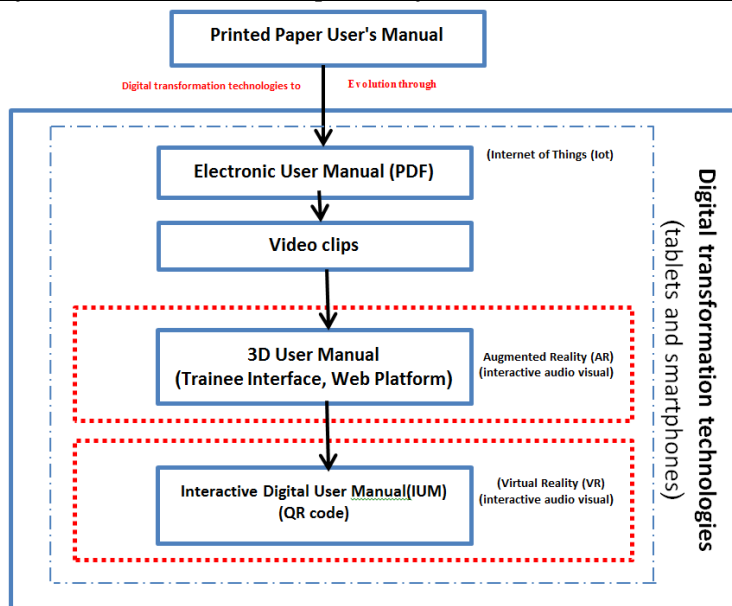 Printed Paper User's Manual
Digital transformation technologies to
Evolution through
Electronic User Manual (PDF)
(Internet of Things (Iot)
Video clips
3D User Manual
(Trainee Interface, Web Platform)
Augmented Reality (AR)
(interactive audio visual)
Interactive Digital User Manual(IUM)
(QR code)
(Virtual Reality (VR)
(interactive audio visual)
Digital transformation technologies
(tablets and smartphones)